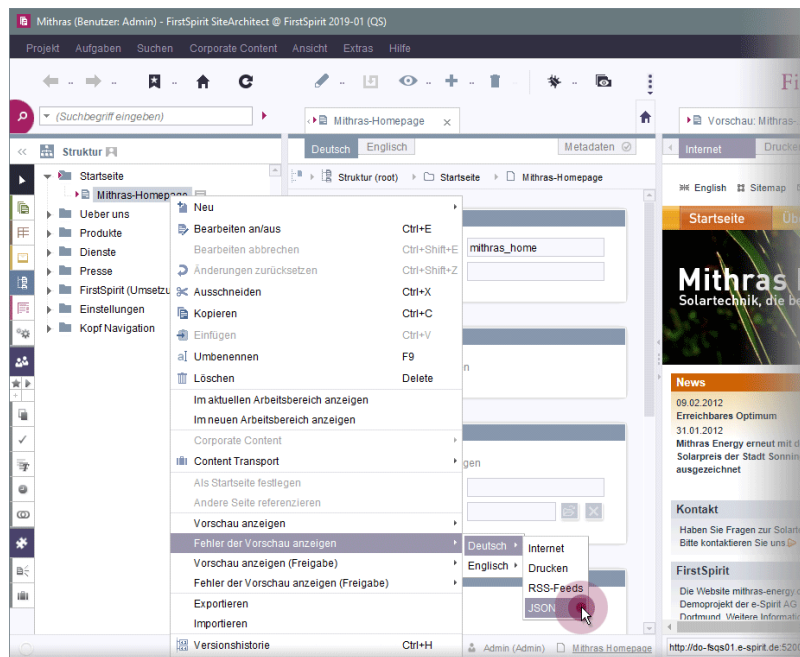 Mithras (Benutzer: Admin) - FirstSpirit SiteArchitect @ FirstSpirit 2019-01 (QS)
Projekt Aufgaben Suchen Corporate Content Ansicht Extras Hilfe
Fi
(Suchbegriff eingeben)
Mithras-Homepage
Vorschau: Mithras-
Struktur
Deutsch Englisch Metadaten
Internet Drucke
Struktur (root) Startseite Mithras-Homepage
Startseite
Mithras-Homepage
Ueber uns
Produkte
Dienste
Presse
FirstSpirit (Umsetzu
Einstellungen
Kopf Navigation
Neu
Bearbeiten an/aus Ctrl+E
Bearbeiten abbrechen Ctrl+Shift+E
Änderungen zurücksetzen Ctrl+Shift+Z
Ausschneiden Ctrl+X
Kopieren Ctrl+C
Einfügen Ctrl+V
Umbenennen F9
Löschen Delete
Im aktuellen Arbeitsbereich anzeigen
Im neuen Arbeitsbereich anzeigen
Corporate Content
Content Transport
Als Startseite festlegen
Andere Seite referenzieren
Vorschau anzeigen
Fehler der Vorschau anzeigen
Vorschau anzeigen (Freigabe)
Fehler der Vorschau anzeigen (Freigabe)
Exportieren
Importieren
Versionshistorie Ctrl+H
Deutsch
Englisch
Internet
Drucken
RSS-Feeds
JSON
mithras_home
n
gen
Admin (Admin) Mithras Homepage
English Sitemap
Startseite Üb
Mithras
Solartechnik, die be
News
09.02.2012
Erreichbares Optimum
31.01.2012
Mithras Energy erneut mit d
Solarpreis der Stadt Sonnin
ausgezeichnet
Kontakt
Haben Sie Fragen zur Solart
Bitte kontaktieren Sie uns
FirstSpirit
Die Website mithras-energy.c
Demoprojekt der e-Spirit AG
Dortmund. Weitere Informatio
http://do-fsqs01.e-spirit.de:5200